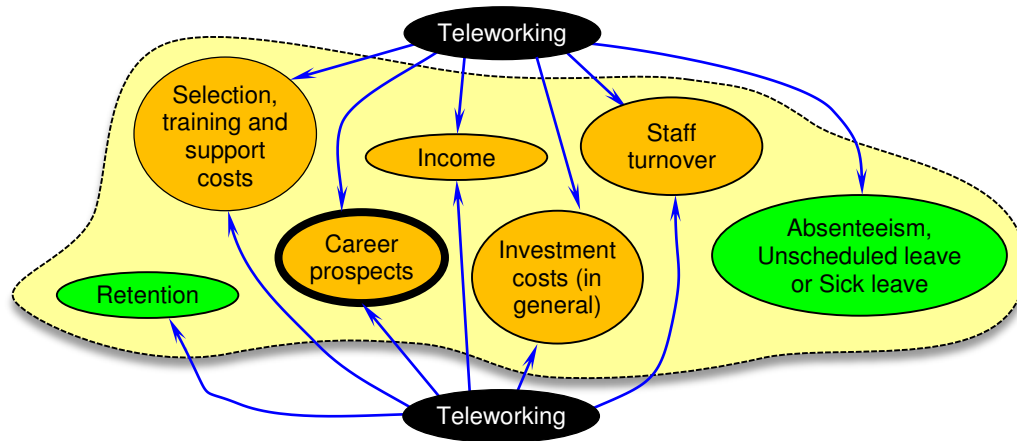 Teleworking
Selection,
training and
support
costs
Income
Staff
turnover
Career
prospects
Investment
costs (in
general)
Absenteeism,
Unscheduled leave
or Sick leave
Retention
Teleworking